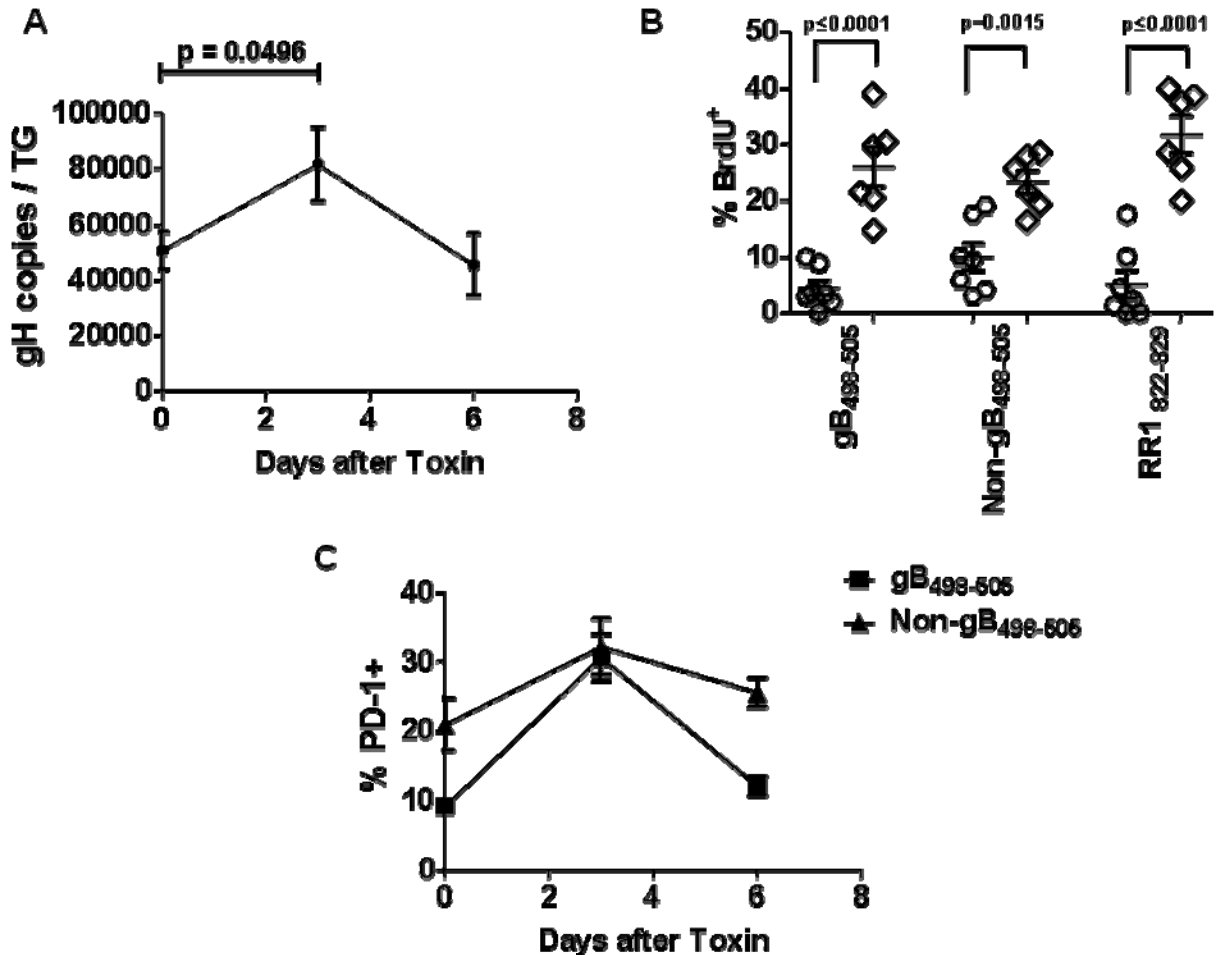 A
p = 0.0496
100000
80000
60000
40000
20000
0
0 2 4 6 8
gH copies / TG
Days after Toxin
B
p≤0.0001 p=0.0015 p≤0.0001
50
40
30
20
10
0
% BrdU+
gB498-505
Non-gB498-505
RR1 822-829
C
gB498-505
Non-gB498-505
40
30
20
10
0
0 2 4 6 8
% PD-1+
Days after Toxin